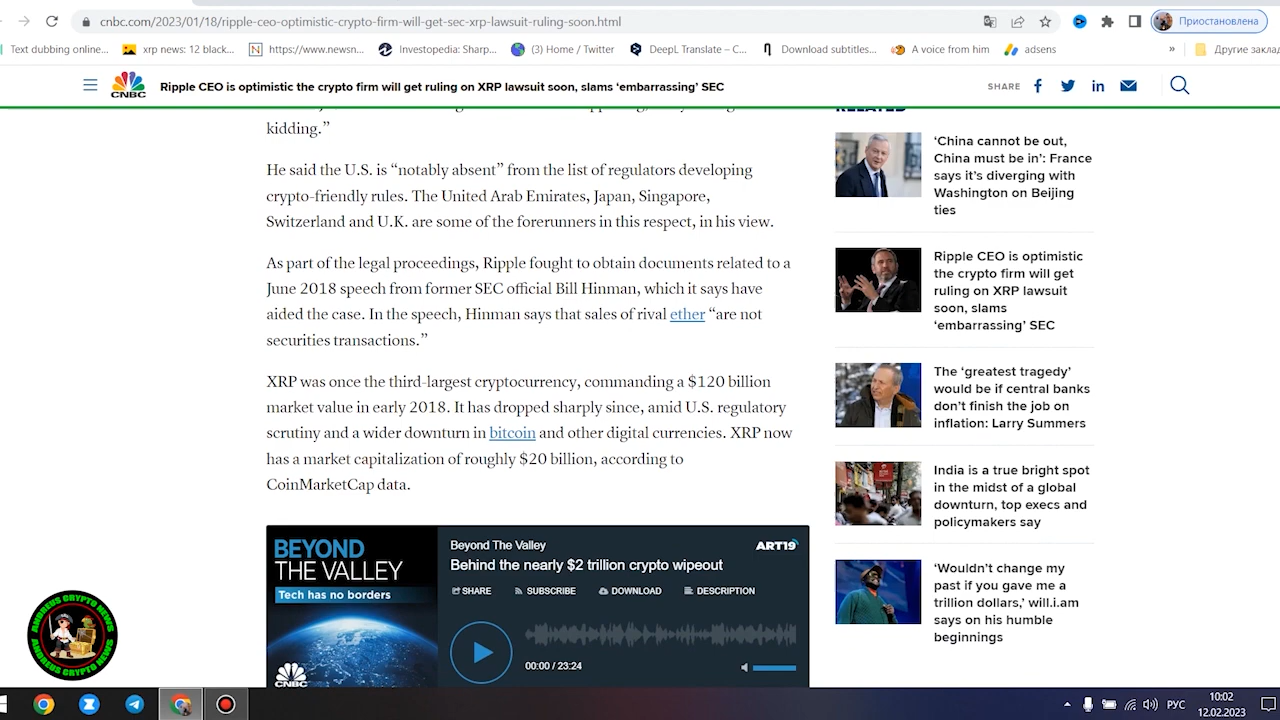 cnbc.com/2023/01/18/ripple-ceo-optimistic-crypto-firm-will-get-sec-xrp-lawsuit-ruling-soon.html
Приостановлена
Text dubbing online...
xrp news: 12 black...
https://www.newsn...
Investopedia: Sharp...
(3) Home / Twitter
DeepL Translate – C...
Download subtitles...
A voice from him
adsens
»
Другие заклад
CNBC
Ripple CEO is optimistic the crypto firm will get ruling on XRP lawsuit soon, slams ‘embarrassing’ SEC
SHARE
kidding.”
He said the U.S. is “notably absent” from the list of regulators developing
crypto-friendly rules. The United Arab Emirates, Japan, Singapore,
Switzerland and U.K. are some of the forerunners in this respect, in his view.
As part of the legal proceedings, Ripple fought to obtain documents related to a
June 2018 speech from former SEC official Bill Hinman, which it says have
aided the case. In the speech, Hinman says that sales of rival ether “are not
securities transactions.”
XRP was once the third-largest cryptocurrency, commanding a $120 billion
market value in early 2018. It has dropped sharply since, amid U.S. regulatory
scrutiny and a wider downturn in bitcoin and other digital currencies. XRP now
has a market capitalization of roughly $20 billion, according to
CoinMarketCap data.
BEYOND
THE VALLEY
Tech has no borders
CNBC
Beyond The Valley
ART19
Behind the nearly $2 trillion crypto wipeout
SHARE
SUBSCRIBE
DOWNLOAD
DESCRIPTION
00:00 / 23:24
RELATED
‘China cannot be out,
China must be in’: France
says it’s diverging with
Washington on Beijing
ties
Ripple CEO is optimistic
the crypto firm will get
ruling on XRP lawsuit
soon, slams
‘embarrassing’ SEC
The ‘greatest tragedy’
would be if central banks
don’t finish the job on
inflation: Larry Summers
India is a true bright spot
in the midst of a global
downturn, top execs and
policymakers say
‘Wouldn’t change my
past if you gave me a
trillion dollars,’ will.i.am
says on his humble
beginnings
ANDREUS CRYPTO NEWS
ANDREUS CRYPTO NEWS
РУС
10:02
12.02.2023